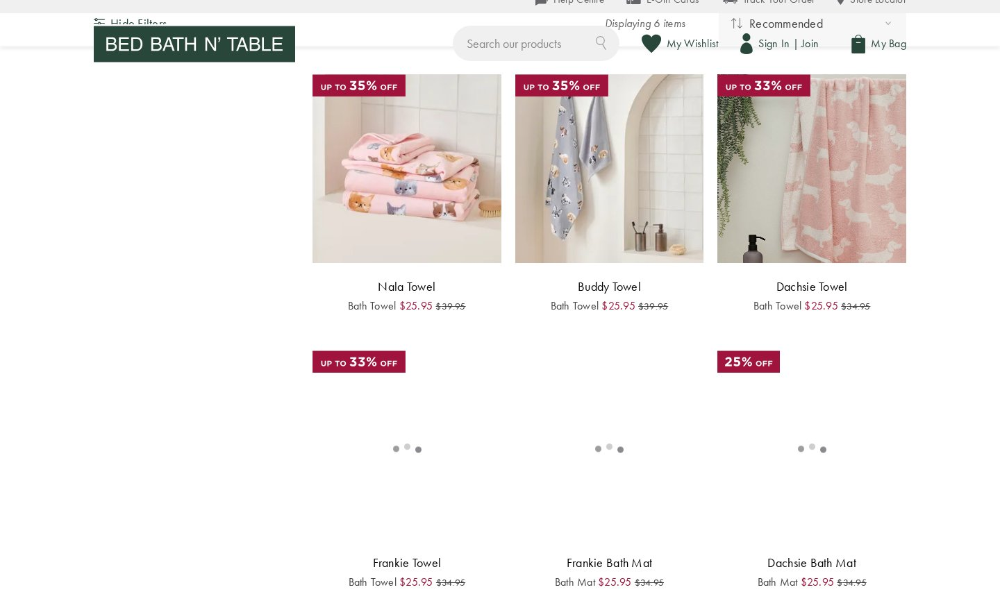 Help Centre
E-Gift Cards
Track Your Order
Store Locator
Hide Filters
Displaying 6 items
Recommended
BED BATH N' TABLE
Search our products
My Wishlist
Sign In | Join
My Bag
UP TO 35% OFF
UP TO 35% OFF
UP TO 33% OFF
Nala Towel
Bath Towel $25.95 $39.95
Buddy Towel
Bath Towel $25.95 $39.95
Dachsie Towel
Bath Towel $25.95 $34.95
UP TO 33% OFF
25% OFF
Frankie Towel
Bath Towel $25.95 $34.95
Frankie Bath Mat
Bath Mat $25.95 $34.95
Dachsie Bath Mat
Bath Mat $25.95 $34.95